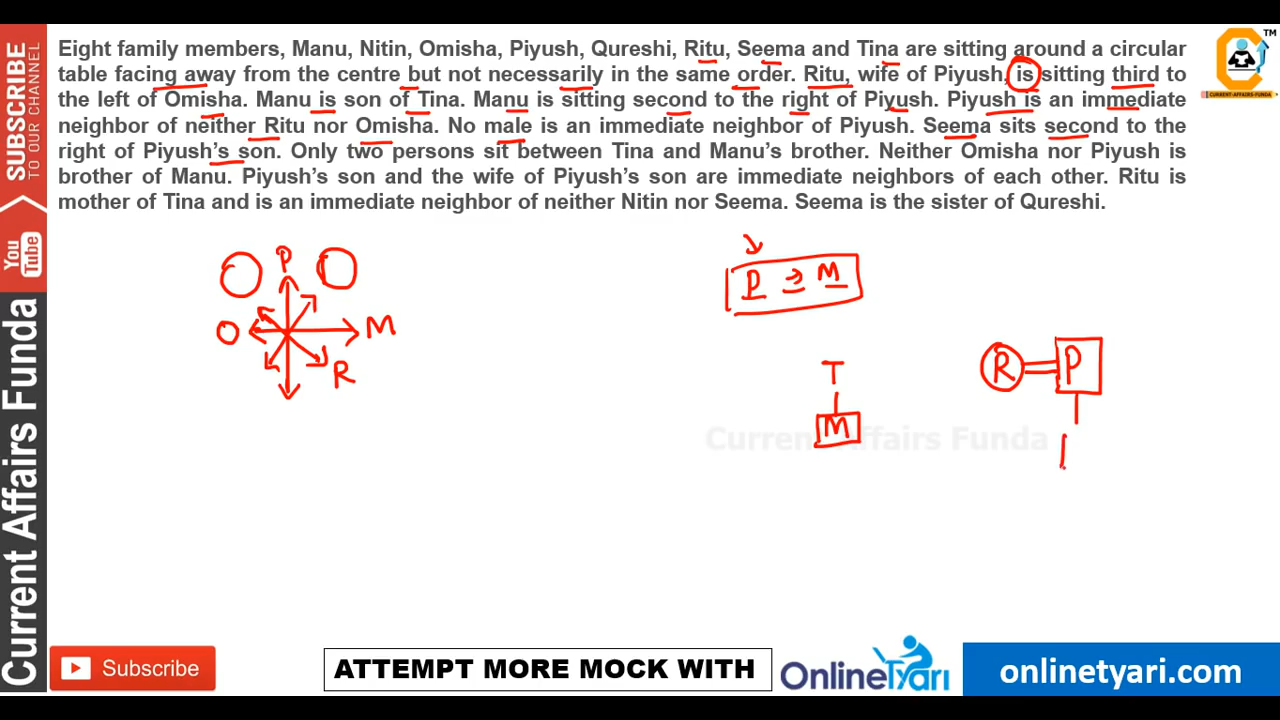 SUBSCRIBE
TO OUR CHANNEL
You Tube
Current Affairs Funda
Eight family members, Manu, Nitin, Omisha, Piyush, Qureshi, Ritu, Seema and Tina are sitting around a circular
table facing away from the centre but not necessarily in the same order. Ritu, wife of Piyush, is sitting third to
the left of Omisha. Manu is son of Tina. Manu is sitting second to the right of Piyush. Piyush is an immediate
neighbor of neither Ritu nor Omisha. No male is an immediate neighbor of Piyush. Seema sits second to the
right of Piyush's son. Only two persons sit between Tina and Manu's brother. Neither Omisha nor Piyush is
brother of Manu. Piyush's son and the wife of Piyush's son are immediate neighbors of each other. Ritu is
mother of Tina and is an immediate neighbor of neither Nitin nor Seema. Seema is the sister of Qureshi.
TM
CURRENT-AFFAIRS FUNDA
P
O M
R
P M
T
M
R P
Current Affairs Funda
Subscribe
ATTEMPT MORE MOCK WITH
OnlineTyari
onlinetyari.com